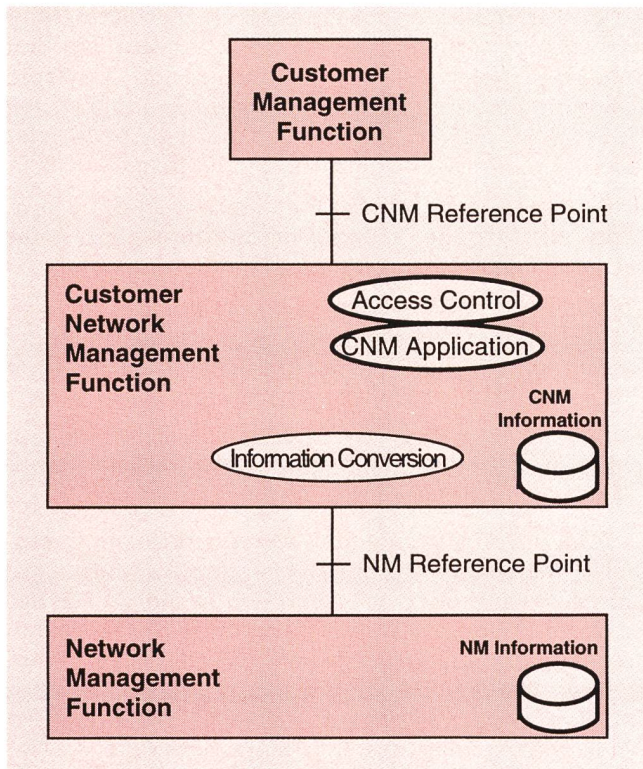 Customer
Management
Function
CNM Reference Point
Customer
Network
Management
Function
Access Control
CNM Application
CNM
Information
Information Conversion
NM Reference Point
Network
Management
Function
NM Information